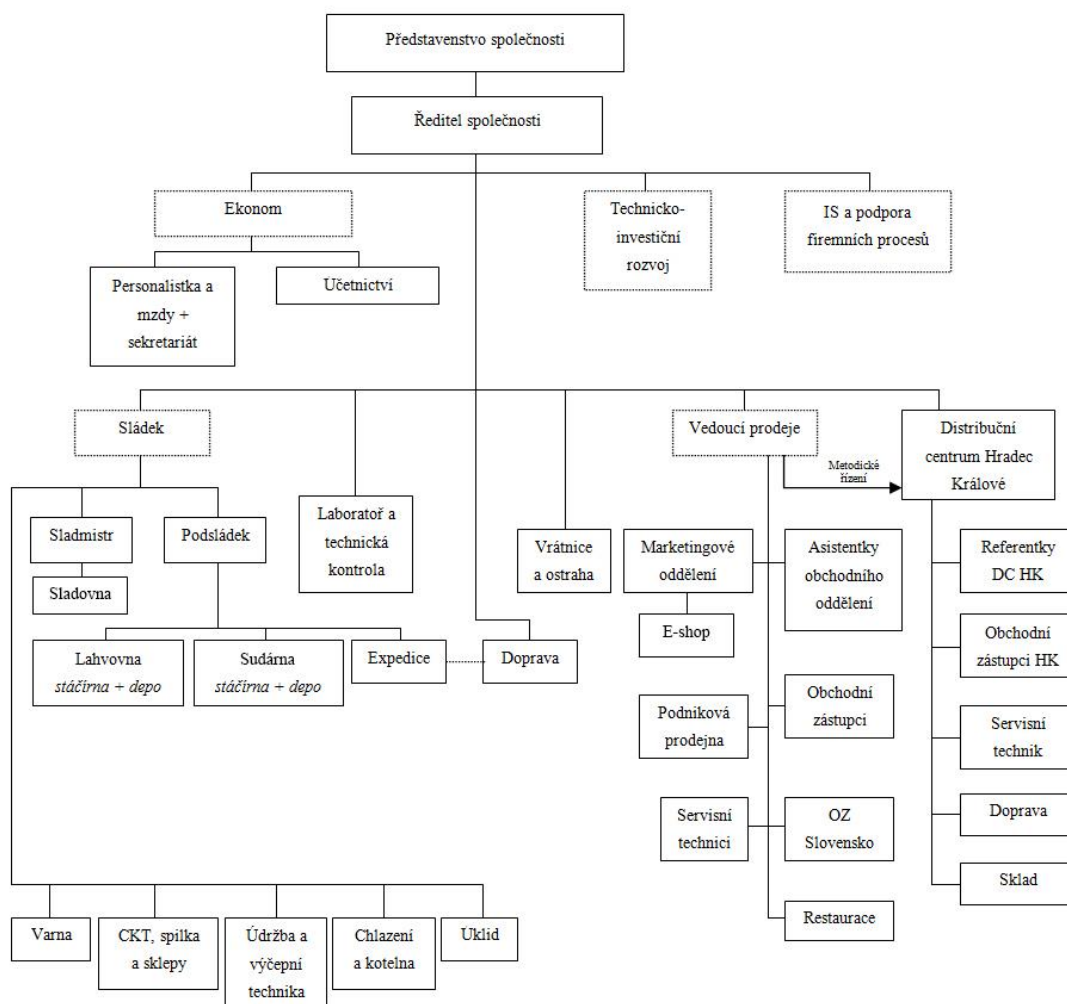 Představenstvo společnosti
Ředitel společnosti
Ekonom
Technicko-
investiční
rozvoj
IS a podpora
firemních procesů
Personalistka a
mzdy +
sekretariát
Učetnictví
Sládek
Vedoucí prodeje
Metodické
řízení
Distribuční
centrum Hradec
Králové
Sladmistr
Podsládek
Laboratoř a
technická
kontrola
Vrátnice
a ostraha
Marketingové
oddělení
Asistentky
obchodního
oddělení
Referentky
DC HK
Sladovna
E-shop
Lahvovna
stáčírna + depo
Sudárna
stáčírna + depo
Expedice
Doprava
Obchodní
zástupci HK
Podniková
prodejna
Obchodní
zástupci
Servisní
technik
Servisní
technici
OZ
Slovensko
Doprava
Sklad
Restaurace
Varna
CKT, spilka
a sklepy
Údržba a
výčepní
technika
Chlazení
a kotelna
Uklid